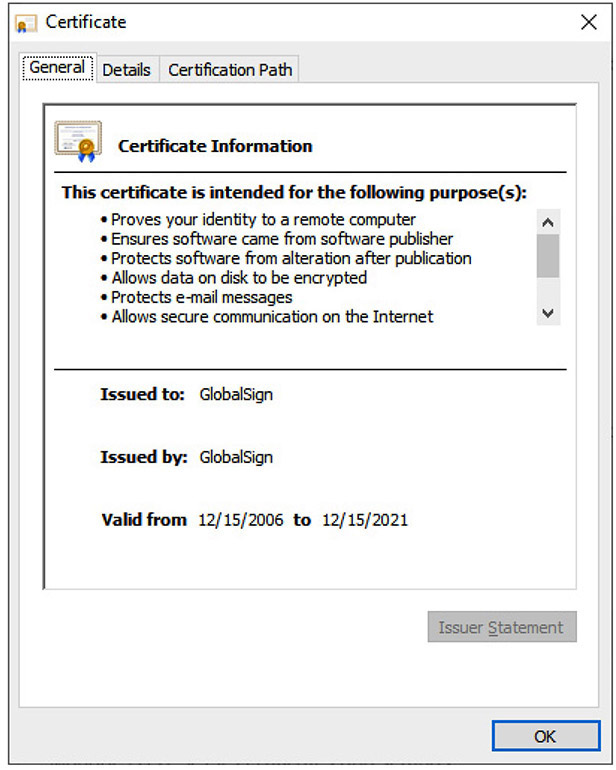 Certificate
General Details Certification Path
Certificate Information
This certificate is intended for the following purpose(s):
• Proves your identity to a remote computer
• Ensures software came from software publisher
• Protects software from alteration after publication
• Allows data on disk to be encrypted
• Protects e-mail messages
• Allows secure communication on the Internet
Issued to: GlobalSign
Issued by: GlobalSign
Valid from 12/15/2006 to 12/15/2021
Issuer Statement
OK